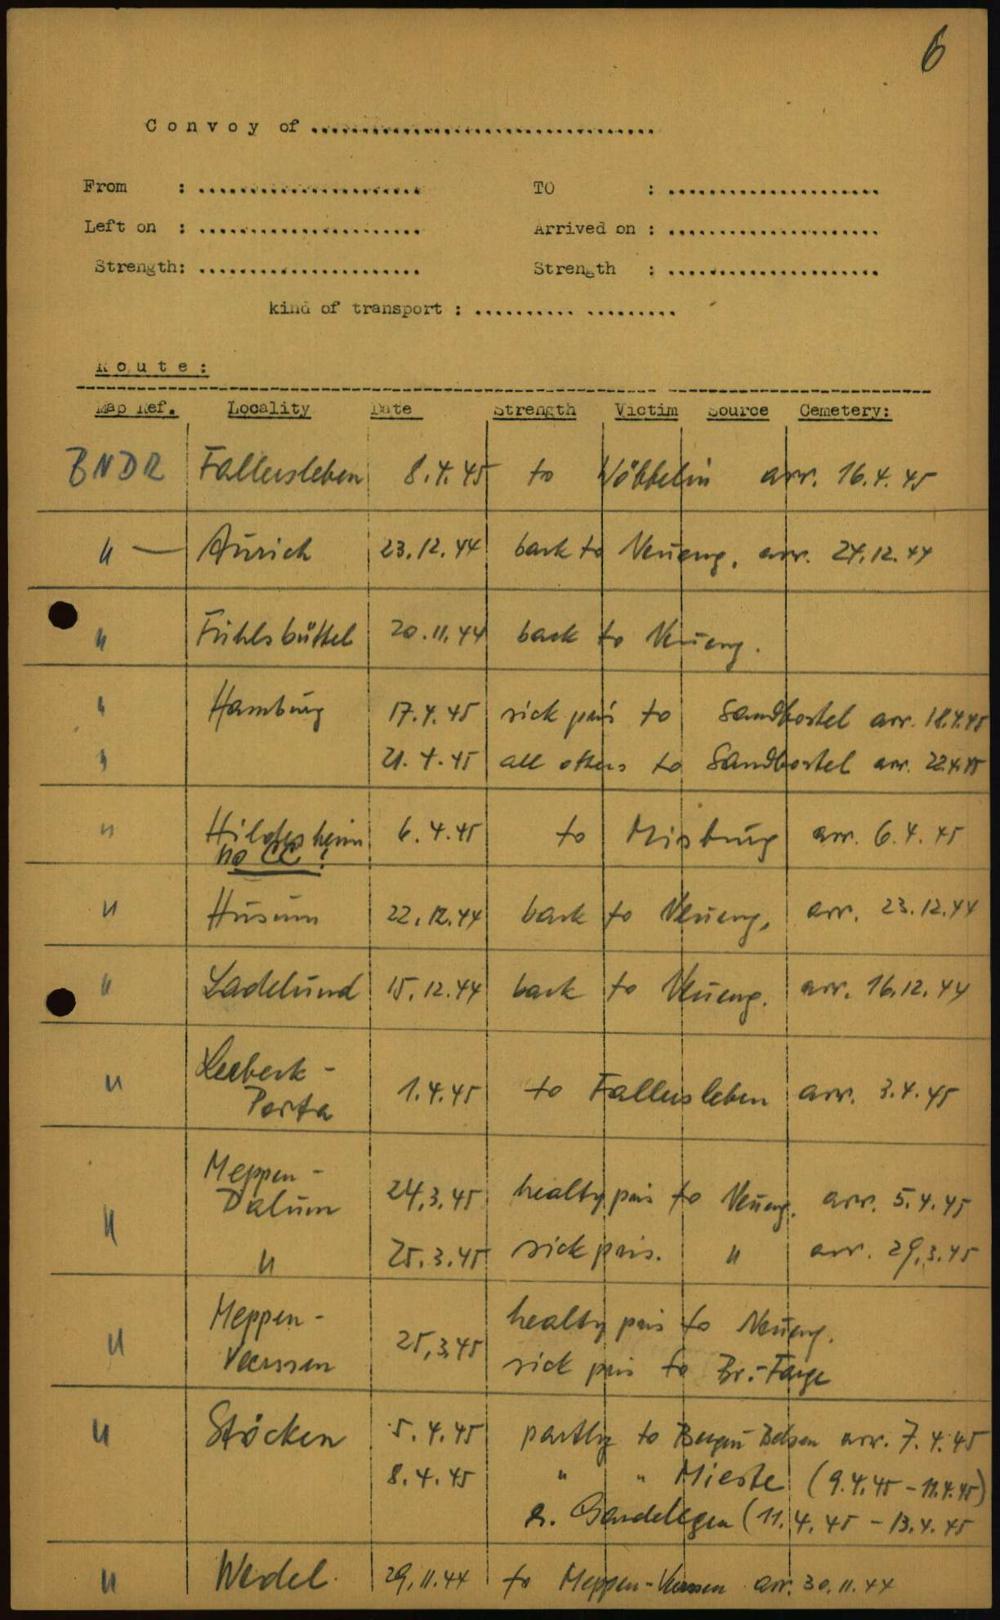 6
Convoy of ..................................
From : ...................... TO : .....................
Left on : ...................... Arrived on : .....................
Strength: ...................... Strength : .....................
kind of transport : .......... .........
Route:
Map Ref. Locality Date Strength Victim Source Cemetery:
BNDR Fallersleben 8.4.45 to Wöbbelin arr. 16.4.45
" — Aurich 23.12.44 back to Neueng. arr. 24.12.44
" Fuhlsbüttel 20.11.44 back to Neueng.
" Hamburg 17.4.45 sick pris to Sandbostel arr. 18.4.45
" 21.4.45 all others to Sandbostel arr. 22.4.45
" Hildesheim 6.4.45 to Misburg arr. 6.4.45
no CC!
" Husum 22.12.44 back to Neueng, arr. 23.12.44
" Ladelund 15.12.44 back to Neueng. arr. 16.12.44
Lerbeck -
" Porta 1.4.45 to Fallersleben arr. 3.4.45
Meppen -
Dalum 24.3.45 healty pris to Neueng. arr. 5.4.45
" " 25.3.45 sick pris. " arr. 29.3.45
Meppen - healty pris to Neueng.
" Versen 25.3.45 sick pris to Br.-Farge
" Stöcken 5.4.45 partly to Bergen Belsen arr. 7.4.45
8.4.45 " " Mieste (9.4.45 - 11.4.45)
Gardelegen (11.4.45 - 13.4.45
" Wedel. 29.11.44 to Meppen-Versen arr. 30.11.44